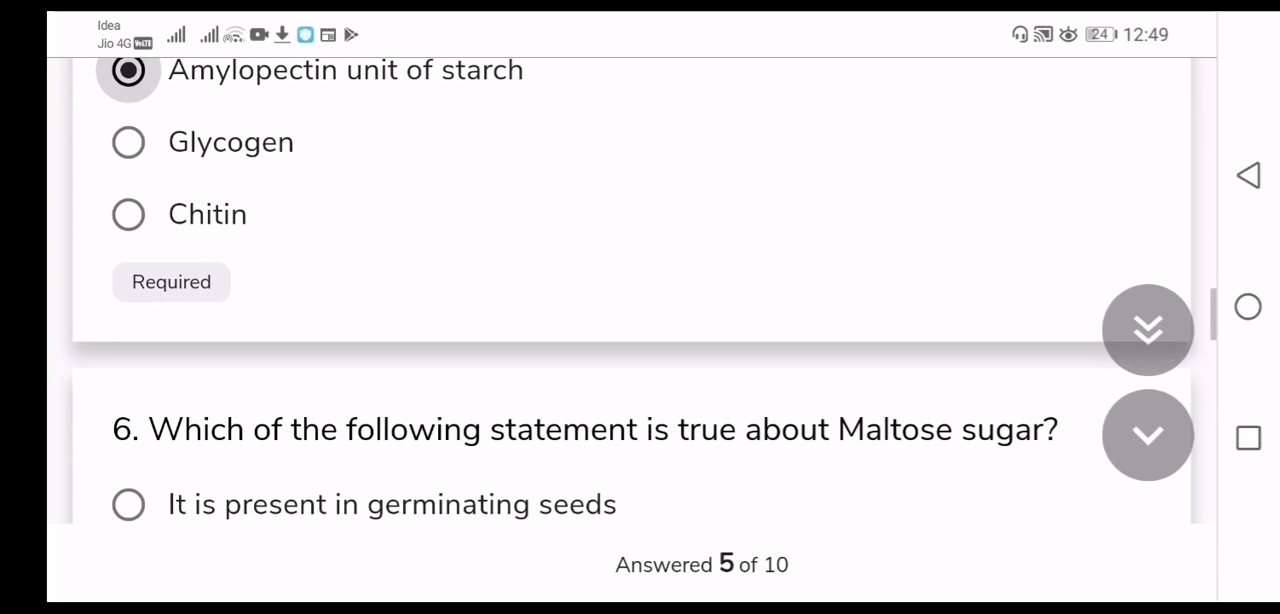 Idea
Jio 4G VoLTE
24 12:49
Amylopectin unit of starch
Glycogen
Chitin
Required
6. Which of the following statement is true about Maltose sugar?
It is present in germinating seeds
Answered 5 of 10